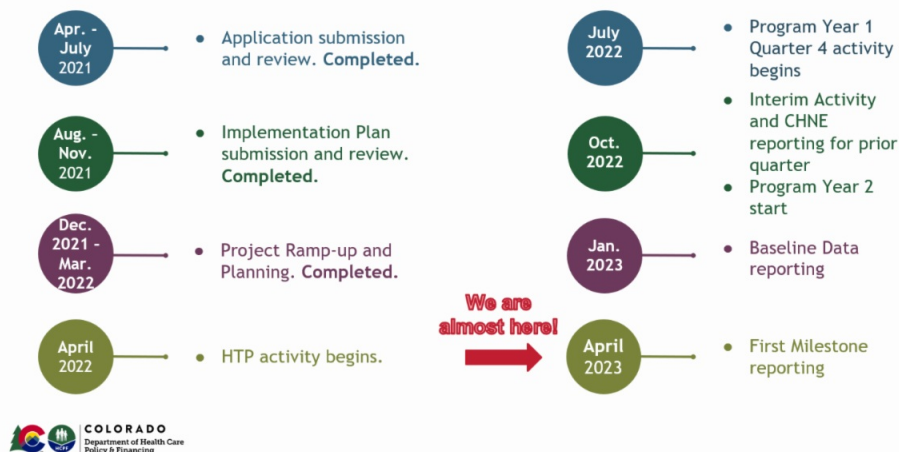 Apr. -
July
2021
● Application submission
and review. Completed.
Aug. -
Nov.
2021
● Implementation Plan
submission and review.
Completed.
Dec.
2021 -
Mar.
2022
● Project Ramp-up and
Planning. Completed.
April
2022
● HTP activity begins.
We are
almost here!
July
2022
● Program Year 1
Quarter 4 activity
begins
Oct.
2022
● Interim Activity
and CHNE
reporting for prior
quarter
● Program Year 2
start
Jan.
2023
● Baseline Data
reporting
April
2023
● First Milestone
reporting
HCPF
COLORADO
Department of Health Care
Policy & Financing